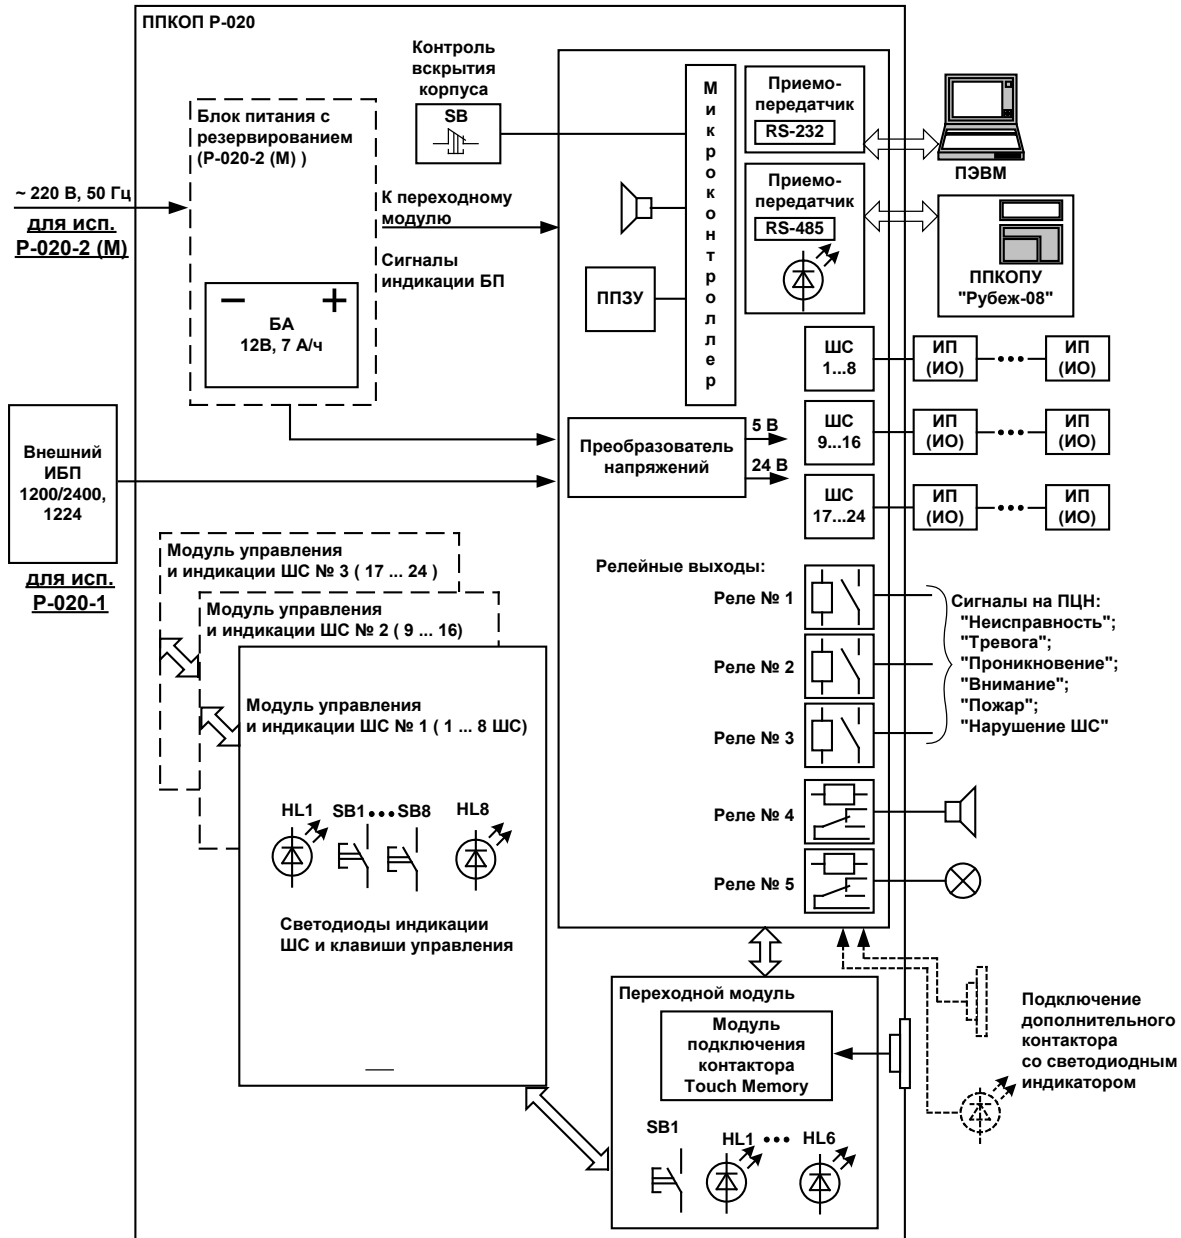 ППКОП Р-020
Контроль
вскрытия
корпуса
SB
Блок питания с
резервированием
(Р-020-2 (М) )
~ 220 В, 50 Гц
для исп.
Р-020-2 (М)
К переходному
модулю
Сигналы
индикации БП
БА
12В, 7 А/ч
ППЗУ
Микроконтроллер
Приемо-
передатчик
RS-232
ПЭВМ
Приемо-
передатчик
RS-485
ППКОПУ
"Рубеж-08"
ШС
1...8
ИП
(ИО)
ИП
(ИО)
ШС
9...16
ИП
(ИО)
ИП
(ИО)
ШС
17...24
ИП
(ИО)
ИП
(ИО)
Преобразователь
напряжений
5 В
24 В
Внешний
ИБП
1200/2400,
1224
для исп.
Р-020-1
Модуль управления
и индикации ШС № 3 ( 17 ... 24 )
Модуль управления
и индикации ШС № 2 ( 9 ... 16)
Модуль управления
и индикации ШС № 1 ( 1 ... 8 ШС)
HL1
SB1
SB8
HL8
Светодиоды индикации
ШС и клавиши управления
Релейные выходы:
Реле № 1
Реле № 2
Реле № 3
Реле № 4
Реле № 5
Сигналы на ПЦН:
"Неисправность";
"Тревога";
"Проникновение";
"Внимание";
"Пожар";
"Нарушение ШС"
Переходной модуль
Модуль
подключения
контактора
Touch Memory
SB1
HL1
HL6
Подключение
дополнительного
контактора
со светодиодным
индикатором